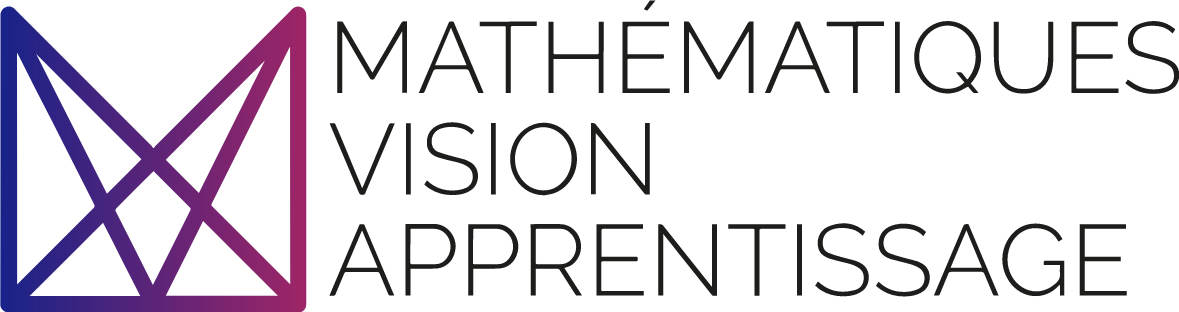 MATHÉMATIQUES
VISION
APPRENTISSAGE